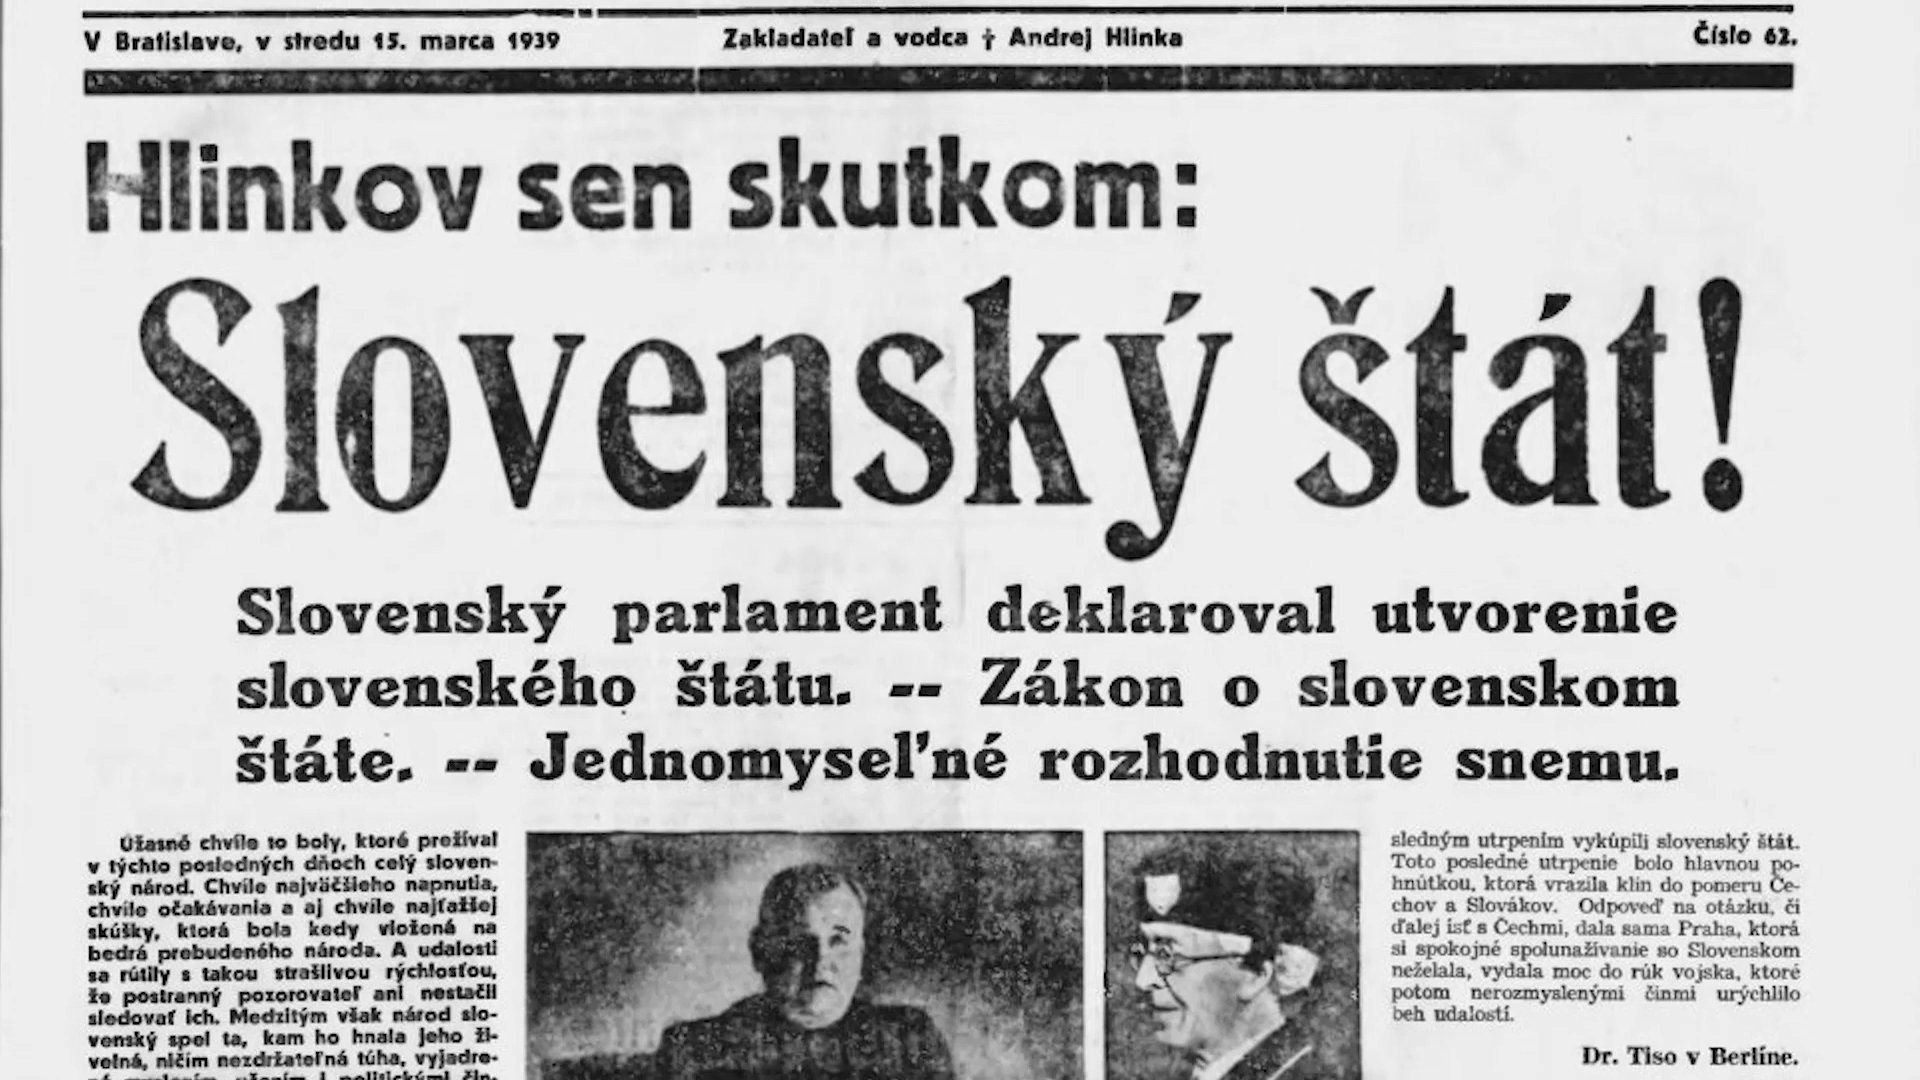 V Bratislave, v stredu 15. marca 1939
Zakladateľ a vodca † Andrej Hlinka
Číslo 62.
Hlinkov sen skutkom:
Slovenský štát!
Slovenský parlament deklaroval utvorenie
slovenského štátu. -- Zákon o slovenskom
štáte. -- Jednomyseľné rozhodnutie snemu.
Úžasné chvíle to boly, ktoré prežíval
v týchto posledných dňoch celý sloven-
ský národ. Chvíle najväčšieho napnutia,
chvíle očakávania a aj chvíle najťažšej
skúšky, ktorá bola kedy vložená na
bedrá prebudeného národa. A udalosti
sa rútily s takou strašlivou rýchlosťou,
že postranný pozorovateľ ani nestačil
sledovať ich. Medzitým však národ slo-
venský spel ta, kam ho hnala jeho ži-
velná, ničím nezdržateľná túha, vyjadre-
sledným utrpením vykúpili slovenský štát.
Toto posledné utrpenie bolo hlavnou po-
hnútkou, ktorá vrazila klin do pomeru Če-
chov a Slovákov. Odpoveď na otázku, či
ďalej ísť s Čechmi, dala sama Praha, ktorá
si spokojné spolunažívanie so Slovenskom
neželala, vydala moc do rúk vojska, ktoré
potom nerozmyslenými činmi urýchlilo
beh udalostí.
Dr. Tiso v Berlíne.